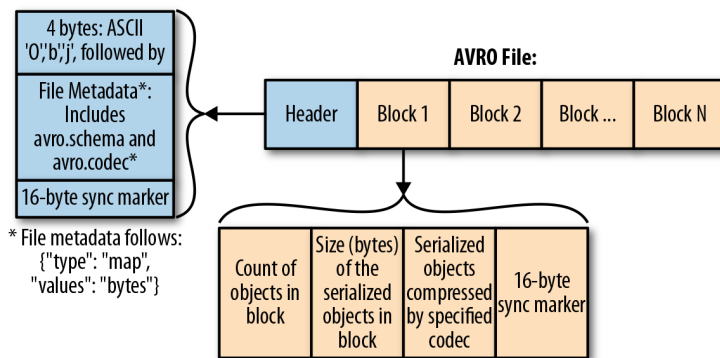 4 bytes: ASCII
'O','b','j', followed by
File Metadata*:
Includes
avro.schema and
avro.codec*
16-byte sync marker
* File metadata follows:
{"type": "map",
"values": "bytes"}
AVRO File:
Header
Block 1
Block 2
Block ...
Block N
Count of
objects in
block
Size (bytes)
of the
serialized
objects in
block
Serialized
objects
compressed
by specified
codec
16-byte
sync marker